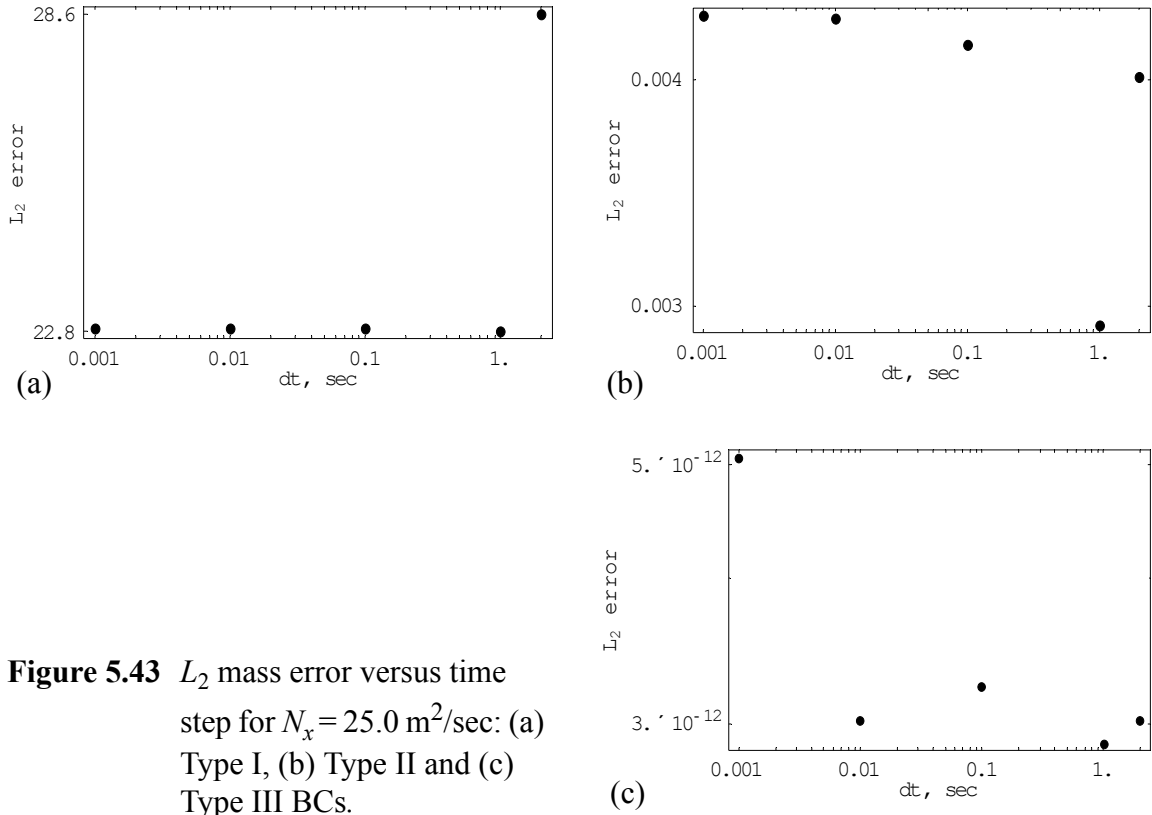 28.6
22.8
L₂ error
0.001 0.01 0.1 1.
dt, sec
(a)
0.004
0.003
L₂ error
0.001 0.01 0.1 1.
dt, sec
(b)
5.´10⁻¹²
3.´10⁻¹²
L₂ error
0.001 0.01 0.1 1.
dt, sec
(c)
Figure 5.43 L₂ mass error versus time
step for Nₓ = 25.0 m²/sec: (a)
Type I, (b) Type II and (c)
Type III BCs.